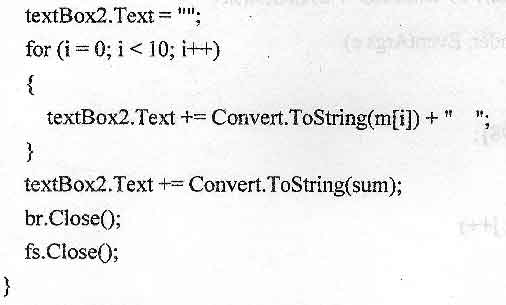 textBox2.Text = "";
for (i = 0; i < 10; i++)
{
textBox2.Text += Convert.ToString(m[i]) + "   ";
}
textBox2.Text += Convert.ToString(sum);
br.Close();
fs.Close();
}